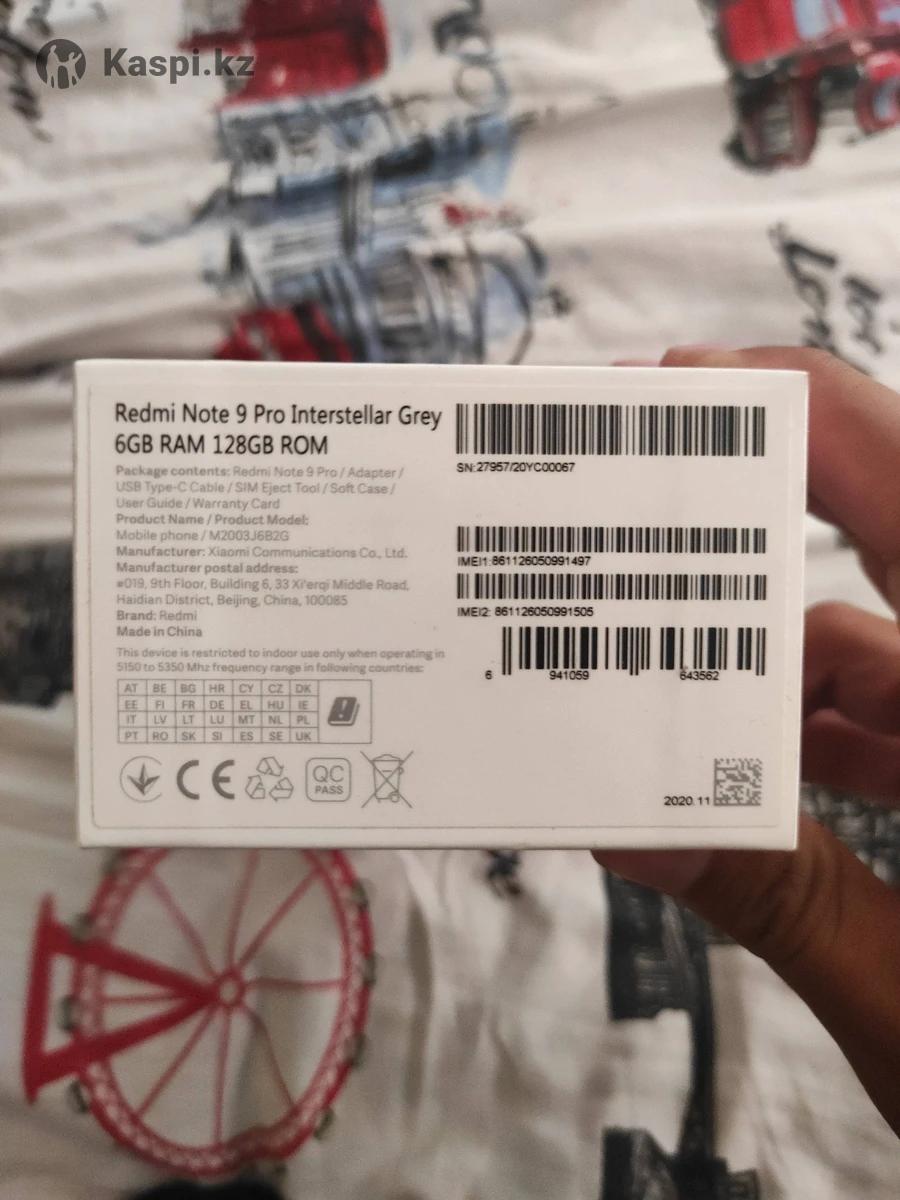 Kaspi.kz
Redmi Note 9 Pro Interstellar Grey
6GB RAM 128GB ROM
Package contents: Redmi Note 9 Pro / Adapter /
USB Type-C Cable / SIM Eject Tool / Soft Case /
User Guide / Warranty Card
Product Name / Product Model:
Mobile phone / M2003J6B2G
Manufacturer: Xiaomi Communications Co., Ltd.
Manufacturer postal address:
#019, 9th Floor, Building 6, 33 Xi'erqi Middle Road,
Haidian District, Beijing, China, 100085
Brand: Redmi
Made in China
This device is restricted to indoor use only when operating in
5150 to 5350 Mhz frequency range in following countries:
AT BE BG HR CY CZ DK
EE FI FR DE EL HU IE
IT LV LT LU MT NL PL
PT RO SK SI ES SE UK
CE
QC
PASS
SN:27957/20YC00067
IMEI1:861126050991497
IMEI2: 861126050991505
6 941059 643562
2020.11